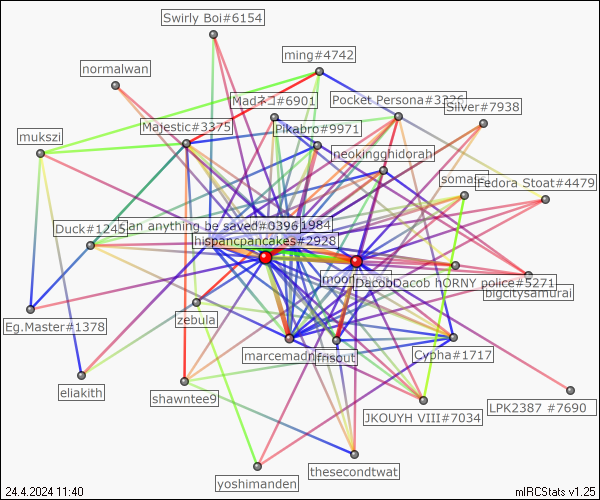 Swirly Boi#6154
ming#4742
normalwan
Madネコ#6901
Pocket Persona#3326
Silver#7938
Majestic#3375
Pikabro#9971
mukszi
neokingghidorah
somas
Fedora Stoat#4479
Duck#1245
an anything be saved#0396
1984
hispancpancakes#2928
moon
DacobDacob hORNY police#5271
bigcitysamurai
Eg.Master#1378
zebula
marcemadn
frisout
Cypha#1717
eliakith
shawntee9
JKOUYH VIII#7034
LPK2387 #7690
yoshimanden
thesecondtwat
24.4.2024 11:40
mIRCStats v1.25